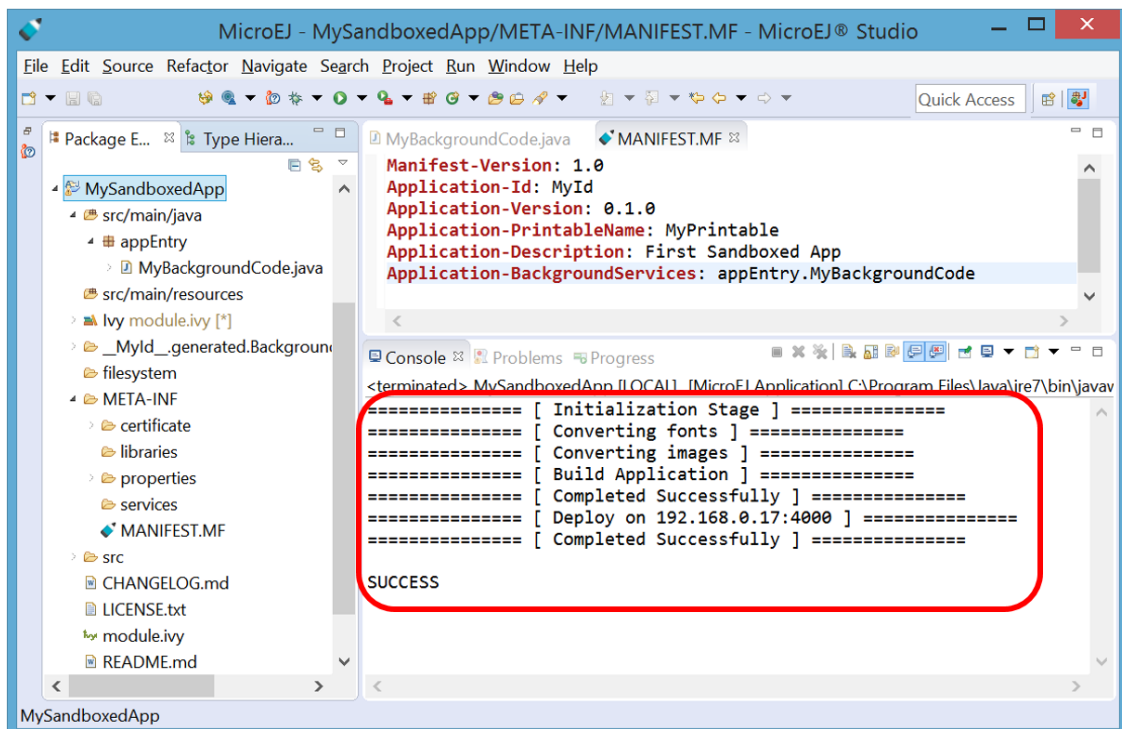 MicroEJ - MySandboxedApp/META-INF/MANIFEST.MF - MicroEJ® Studio
File Edit Source Refactor Navigate Search Project Run Window Help
Quick Access
Package E... Type Hiera...
MySandboxedApp
src/main/java
appEntry
MyBackgroundCode.java
src/main/resources
Ivy module.ivy [*]
__MyId__.generated.Backgroun
filesystem
META-INF
certificate
libraries
properties
services
MANIFEST.MF
src
CHANGELOG.md
LICENSE.txt
module.ivy
README.md
MyBackgroundCode.java MANIFEST.MF
Manifest-Version: 1.0
Application-Id: MyId
Application-Version: 0.1.0
Application-PrintableName: MyPrintable
Application-Description: First Sandboxed App
Application-BackgroundServices: appEntry.MyBackgroundCode
Console Problems Progress
<terminated> MySandboxedApp [LOCAL] [MicroEJ Application] C:\Program Files\Java\jre7\bin\javaw
=============== [ Initialization Stage ] ===============
=============== [ Converting fonts ] ===============
=============== [ Converting images ] ===============
=============== [ Build Application ] ===============
=============== [ Completed Successfully ] ===============
=============== [ Deploy on 192.168.0.17:4000 ] ===============
=============== [ Completed Successfully ] ===============
SUCCESS
MySandboxedApp